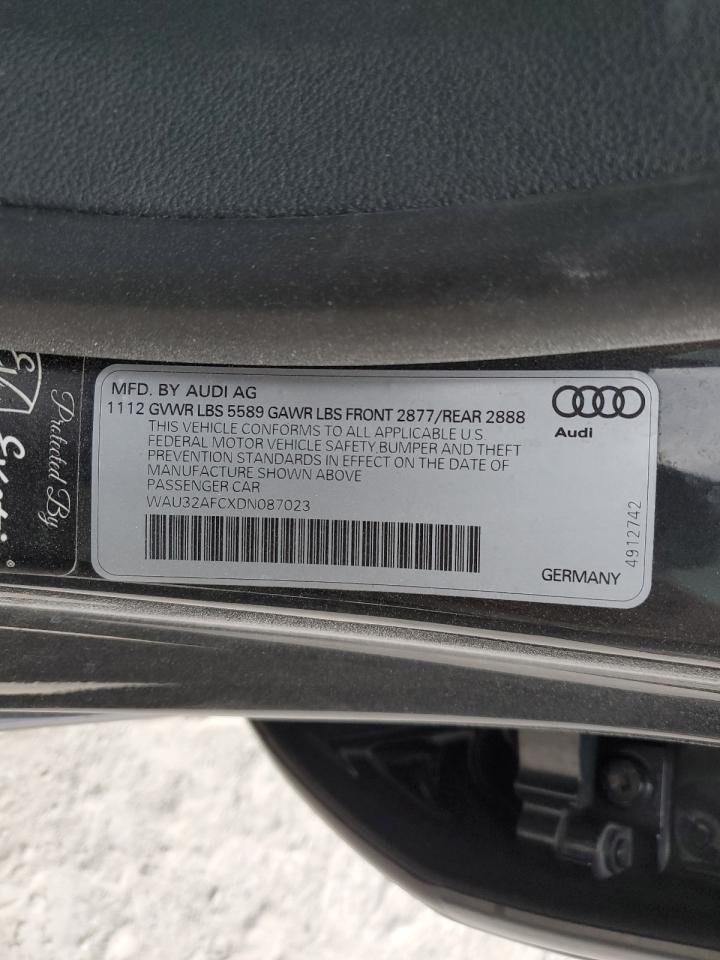 MFD. BY AUDI AG
1112 GVWR LBS 5589 GAWR LBS FRONT 2877/REAR 2888
THIS VEHICLE CONFORMS TO ALL APPLICABLE U.S.
FEDERAL MOTOR VEHICLE SAFETY,BUMPER AND THEFT
PREVENTION STANDARDS IN EFFECT ON THE DATE OF
MANUFACTURE SHOWN ABOVE
PASSENGER CAR
WAU32AFCXDN087023
Audi
4912742
GERMANY
Protected By